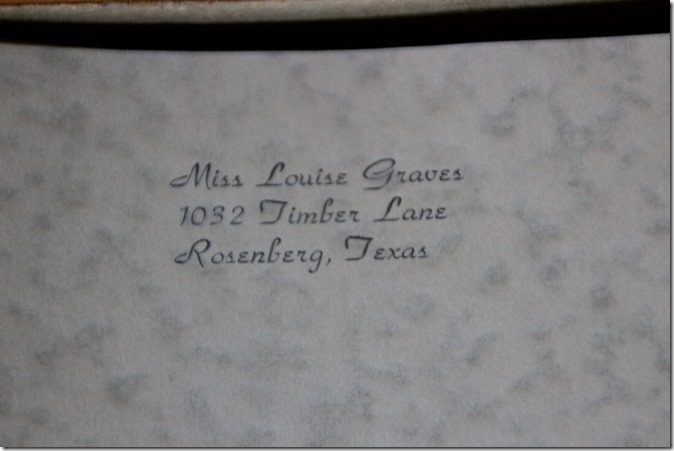 Miss Louise Graves
1032 Timber Lane
Rosenberg, Texas